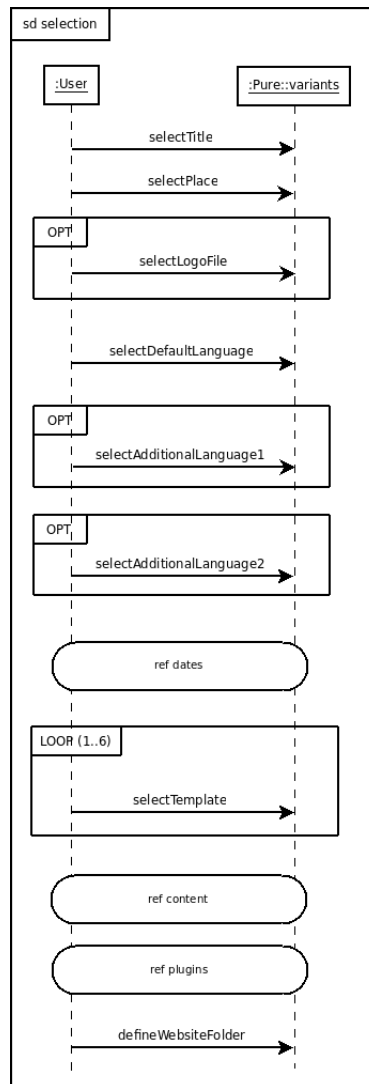 sd selection
:User
:Pure::variants
selectTitle
selectPlace
OPT
selectLogoFile
selectDefaultLanguage
OPT
selectAdditionalLanguage1
OPT
selectAdditionalLanguage2
ref dates
LOOP (1..6)
selectTemplate
ref content
ref plugins
defineWebsiteFolder